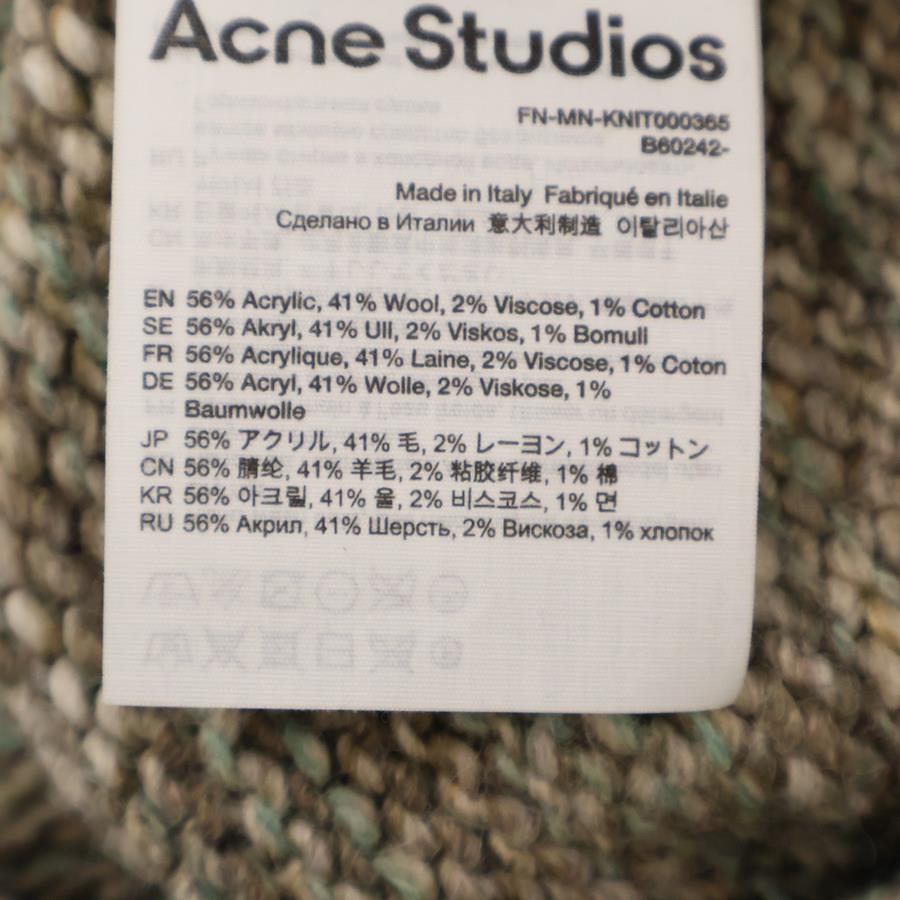 Acne Studios
FN-MN-KNIT000365
B60242-
Made in Italy Fabriqué en Italie
Сделано в Италии 意大利制造 이탈리아산
EN 56% Acrylic, 41% Wool, 2% Viscose, 1% Cotton
SE 56% Akryl, 41% Ull, 2% Viskos, 1% Bomull
FR 56% Acrylique, 41% Laine, 2% Viscose, 1% Coton
DE 56% Acryl, 41% Wolle, 2% Viskose, 1%
Baumwolle
JP 56% アクリル, 41% 毛, 2% レーヨン, 1% コットン
CN 56% 腈纶, 41% 羊毛, 2% 粘胶纤维, 1% 棉
KR 56% 아크릴, 41% 울, 2% 비스코스, 1% 면
RU 56% Акрил, 41% Шерсть, 2% Вискоза, 1% хлопок